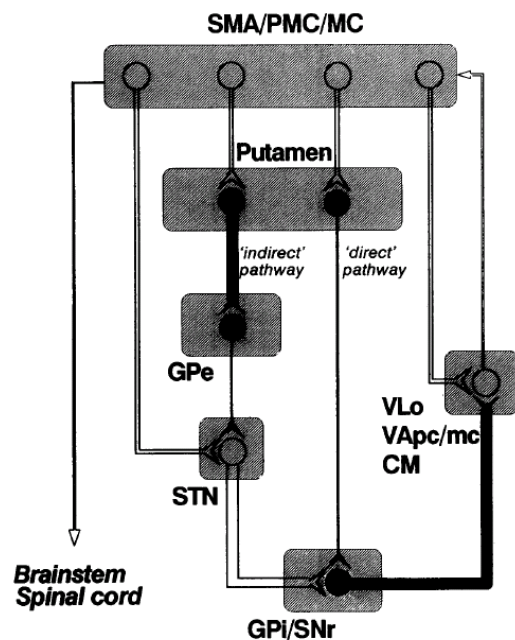 SMA/PMC/MC
Putamen
'indirect'
pathway
'direct'
pathway
GPe
VLo
VApc/mc
CM
STN
Brainstem
Spinal cord
GPi/SNr